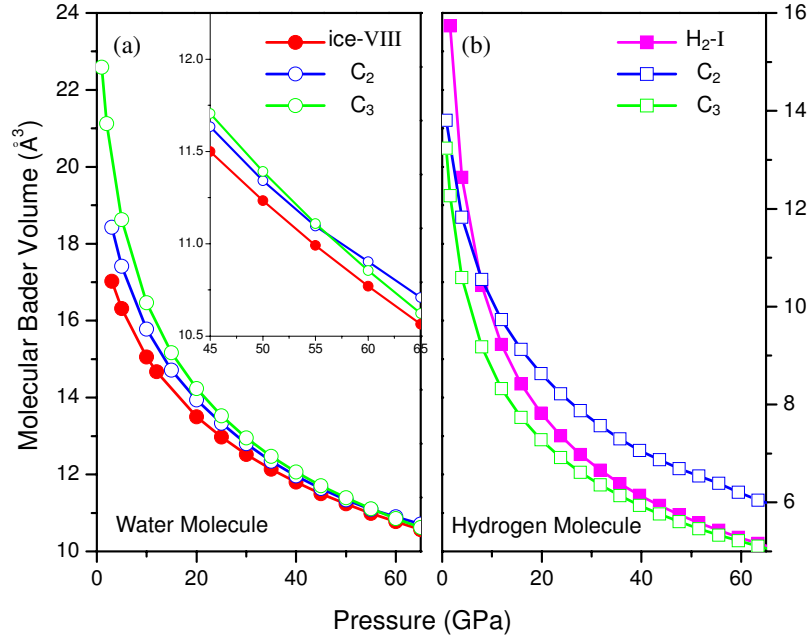 Molecular Bader Volume (Å³)
24
22
20
18
16
14
12
10
(a)
ice-VIII
C₂
C₃
12.0
11.5
11.0
10.5
45
50
55
60
65
Water Molecule
0
20
40
60
(b)
H₂-I
C₂
C₃
Hydrogen Molecule
0
20
40
60
16
14
12
10
8
6
Pressure (GPa)